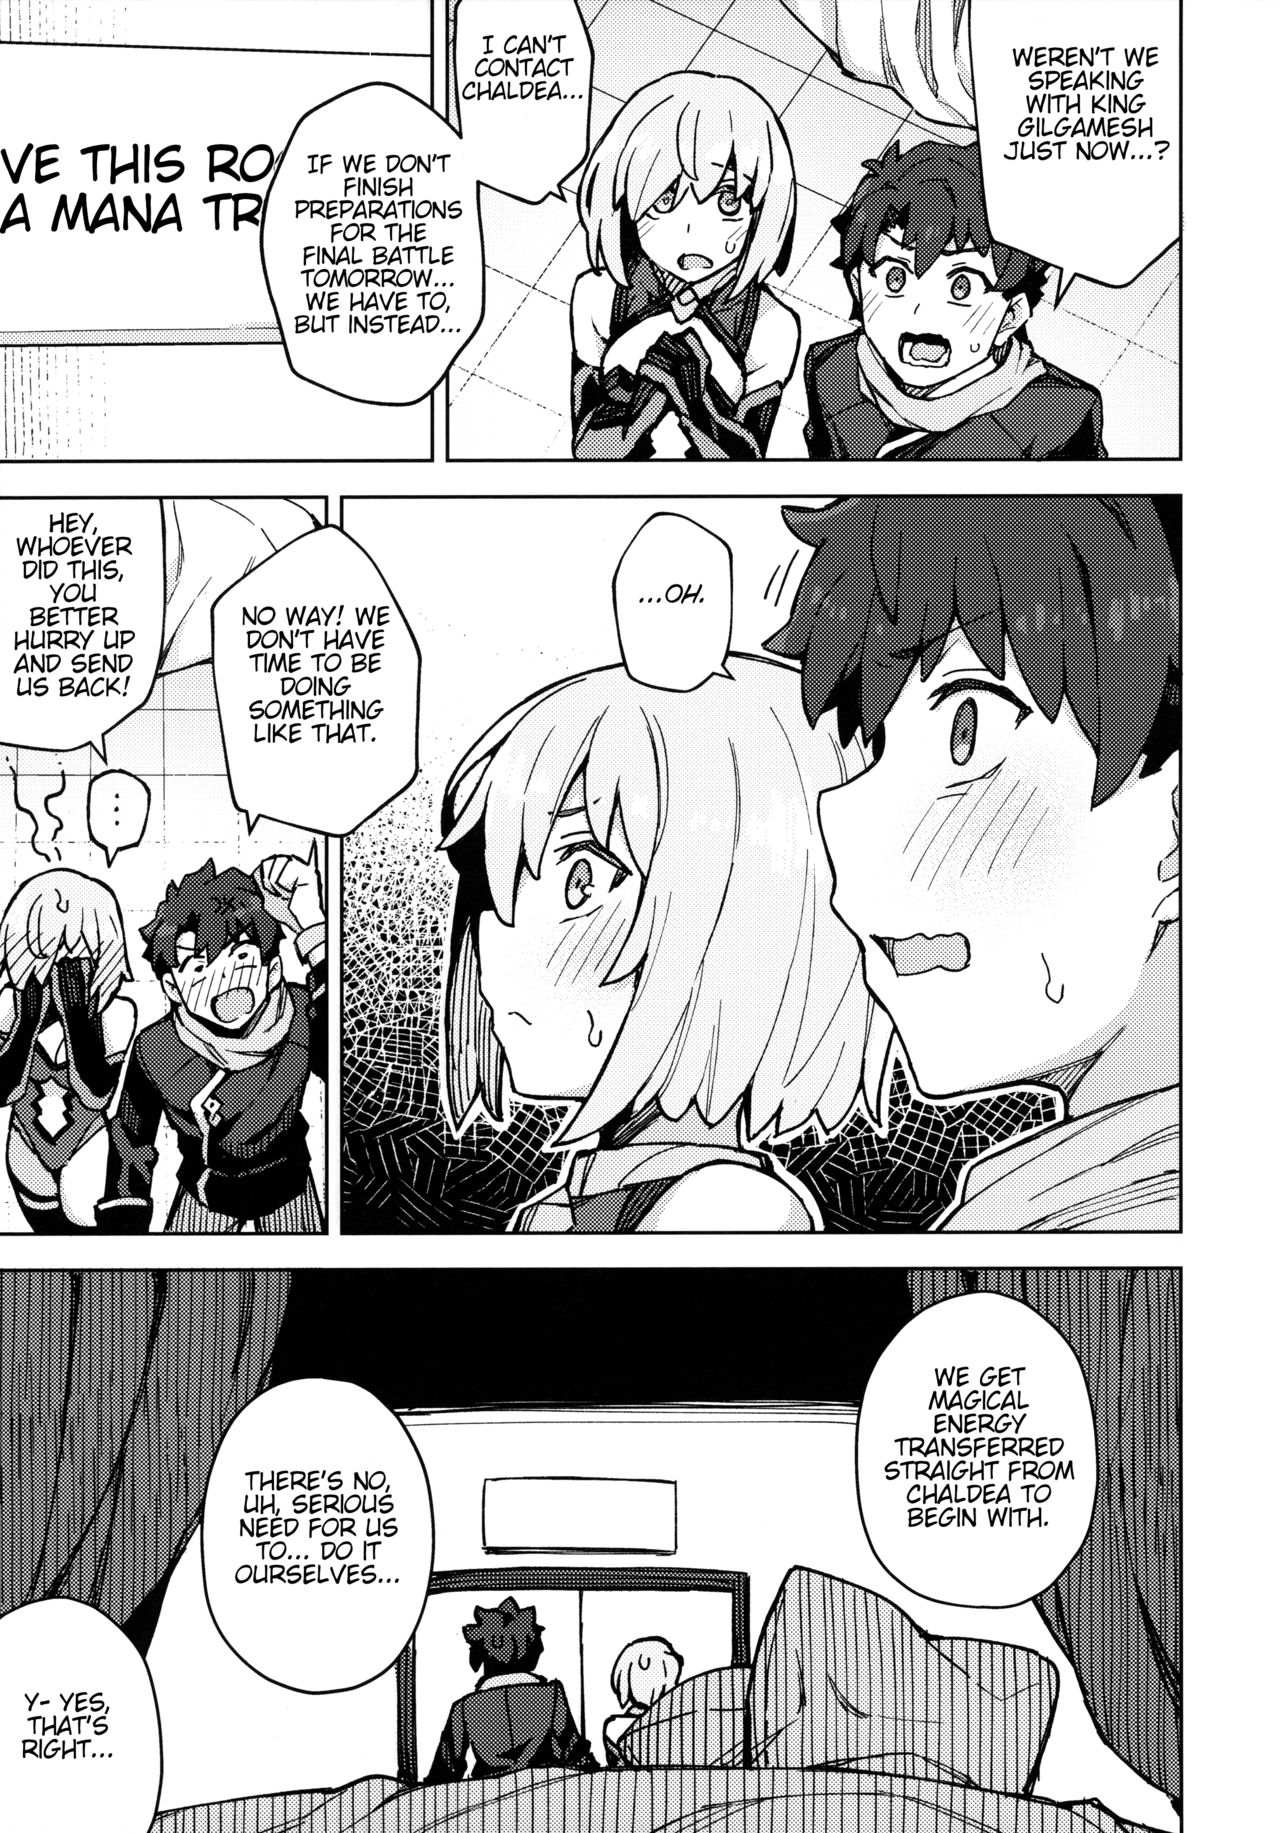 WEREN'T WE
SPEAKING
WITH KING
GILGAMESH
JUST NOW...?
I CAN'T
CONTACT
CHALDEA...
IF WE DON'T
FINISH
PREPARATIONS
FOR THE
FINAL BATTLE
TOMORROW...
WE HAVE TO,
BUT INSTEAD...
VE THIS RO
A MANA TR
...OH.
NO WAY! WE
DON'T HAVE
TIME TO BE
DOING
SOMETHING
LIKE THAT.
HEY,
WHOEVER
DID THIS,
YOU
BETTER
HURRY UP
AND SEND
US BACK!
...
WE GET
MAGICAL
ENERGY
TRANSFERRED
STRAIGHT FROM
CHALDEA TO
BEGIN WITH.
THERE'S NO,
UH, SERIOUS
NEED FOR US
TO... DO IT
OURSELVES...
Y- YES,
THAT'S
RIGHT...